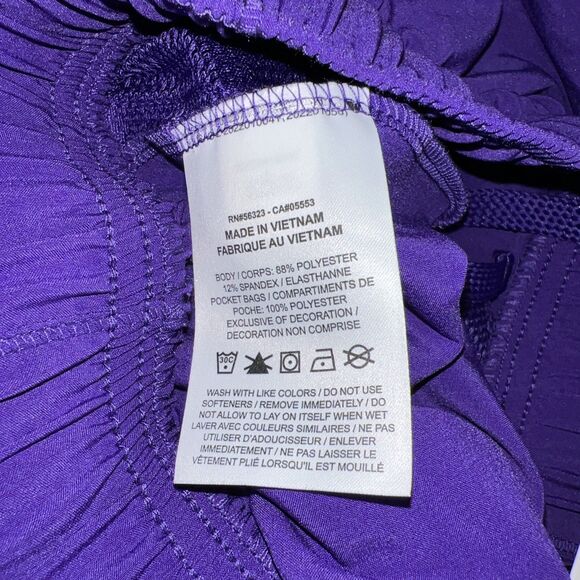 RN#56323 - CA#05553
MADE IN VIETNAM
FABRIQUE AU VIETNAM
BODY / CORPS: 88% POLYESTER
12% SPANDEX / ELASTHANNE
POCKET BAGS / COMPARTIMENTS DE
POCHE: 100% POLYESTER
EXCLUSIVE OF DECORATION /
DECORATION NON COMPRISE
30C
WASH WITH LIKE COLORS / DO NOT USE
SOFTENERS / REMOVE IMMEDIATELY / DO
NOT ALLOW TO LAY ON ITSELF WHEN WET
LAVER AVEC COULEURS SIMILAIRES / NE PAS
UTILISER D'ADOUCISSEUR / ENLEVER
IMMEDIATEMENT / NE PAS LAISSER LE
VÊTEMENT PLIÉ LORSQU'IL EST HUMIDE